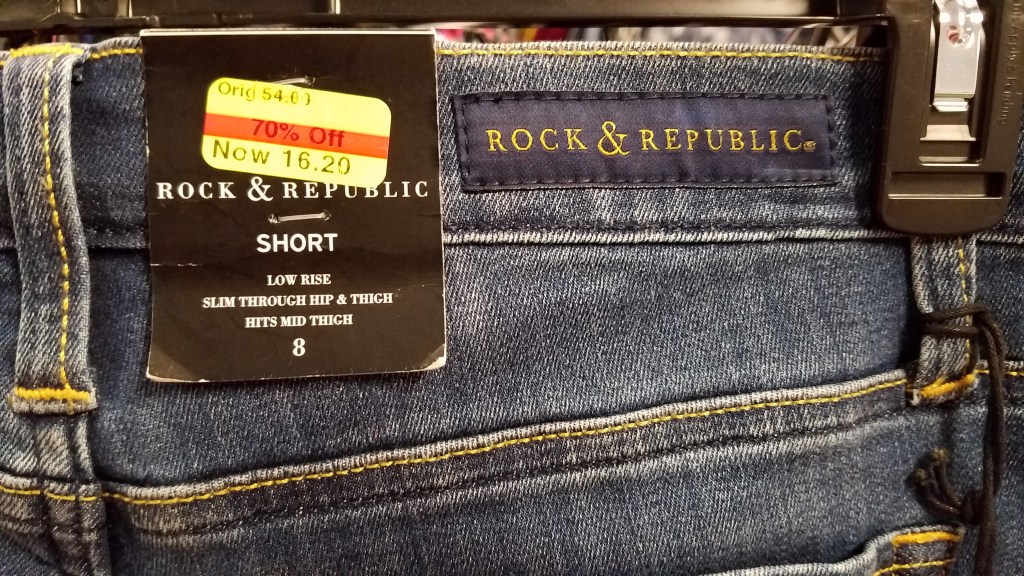 Orig 54.00
70% Off
Now 16.20
ROCK & REPUBLIC
SHORT
LOW RISE
SLIM THROUGH HIP & THIGH
HITS MID THIGH
8
ROCK & REPUBLIC®